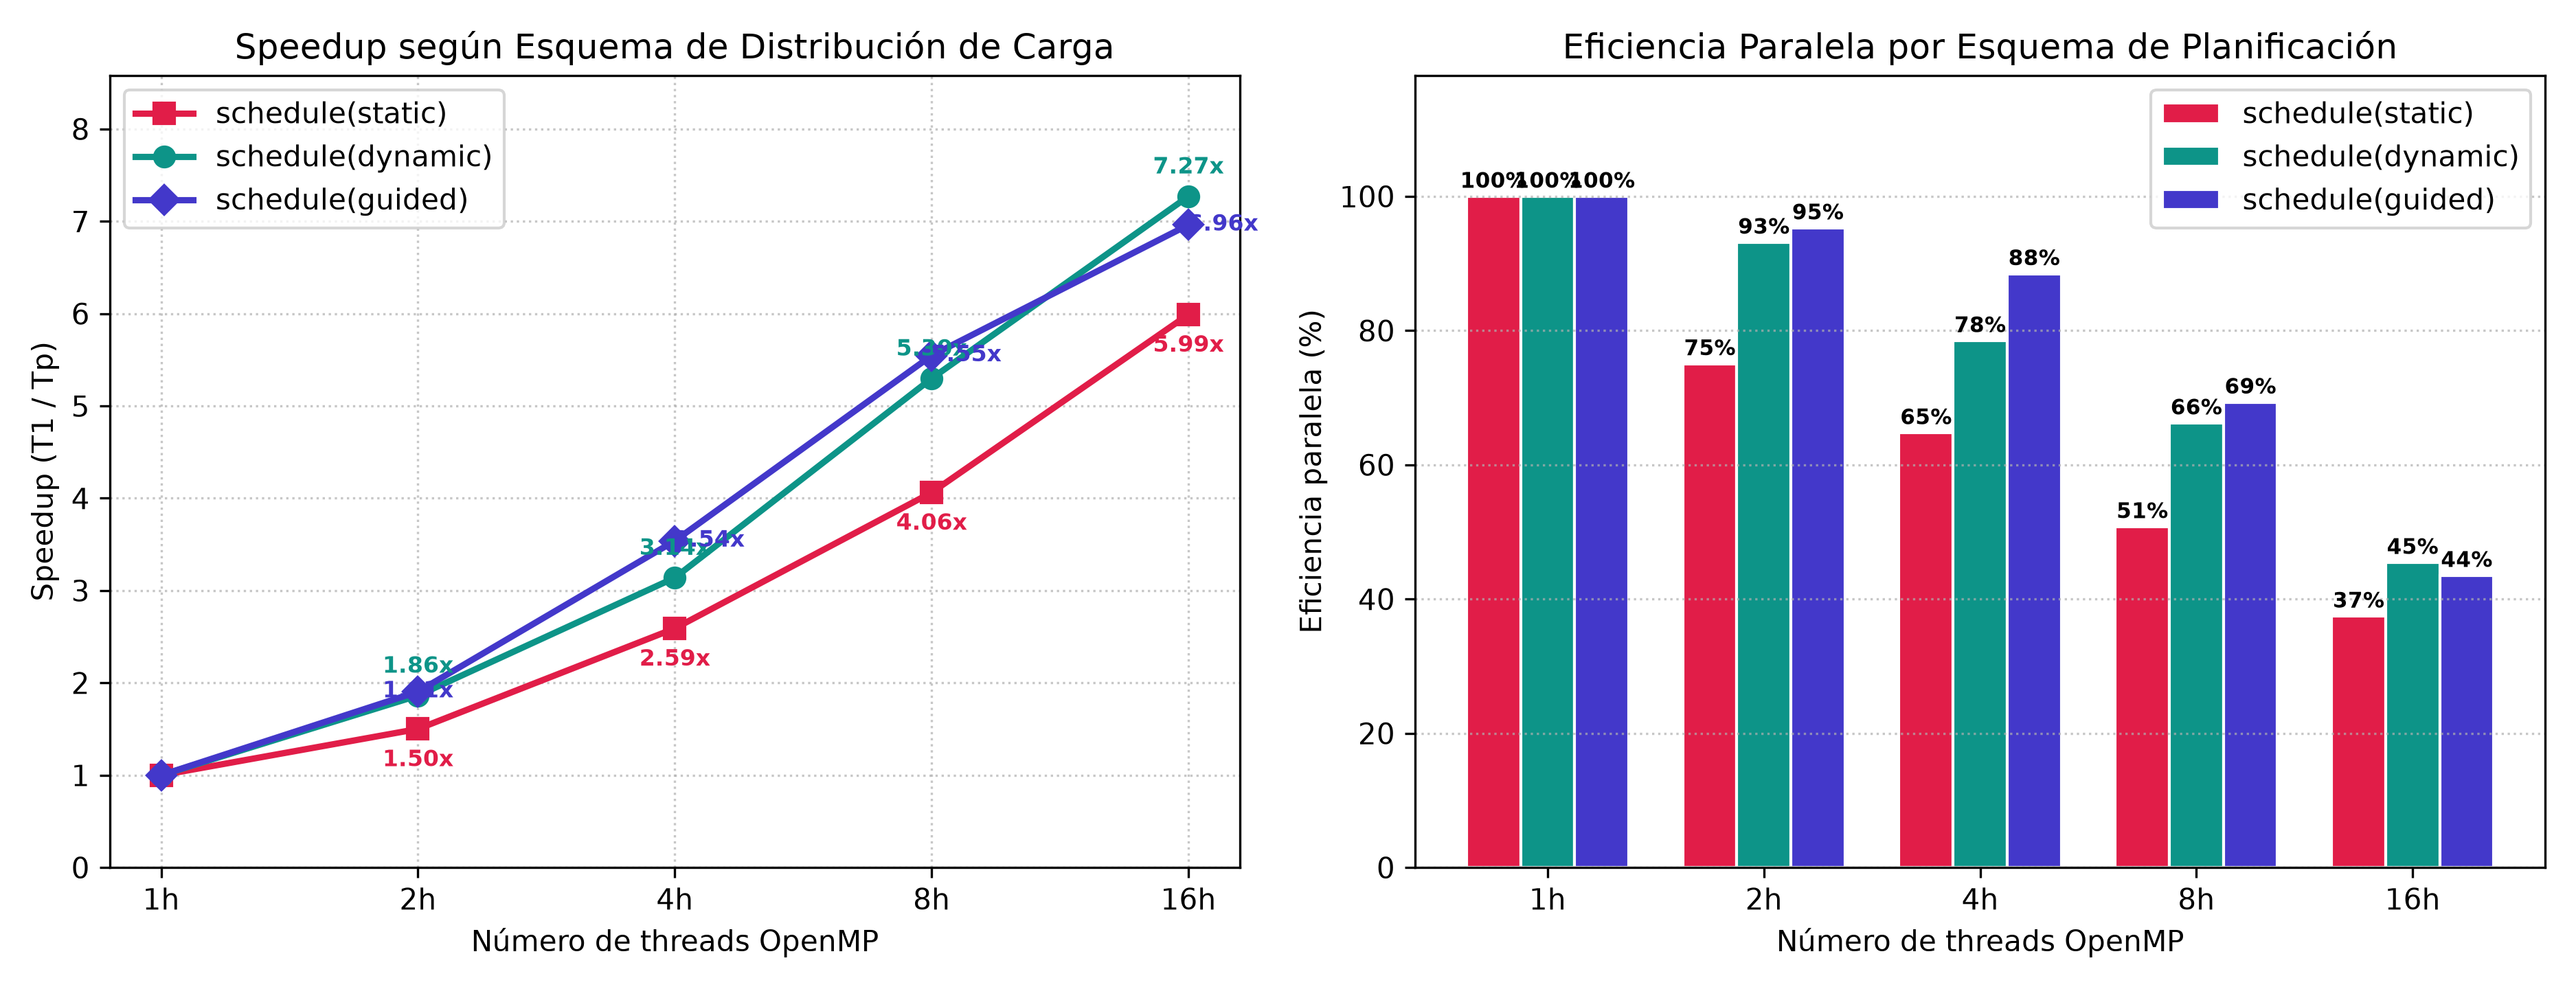 Speedup según Esquema de Distribución de Carga
schedule(static)
schedule(dynamic)
schedule(guided)
Speedup (T1 / Tp)
8
7
6
5
4
3
2
1
0
7.27x
5.99x
4.06x
3.14x
2.59x
1.86x
1.50x
1h
2h
4h
8h
16h
Número de threads OpenMP
Eficiencia Paralela por Esquema de Planificación
schedule(static)
schedule(dynamic)
schedule(guided)
Eficiencia paralela (%)
100
80
60
40
20
0
100% 100% 100%
75% 93% 95%
65% 78% 88%
51% 66% 69%
37% 45% 44%
1h
2h
4h
8h
16h
Número de threads OpenMP